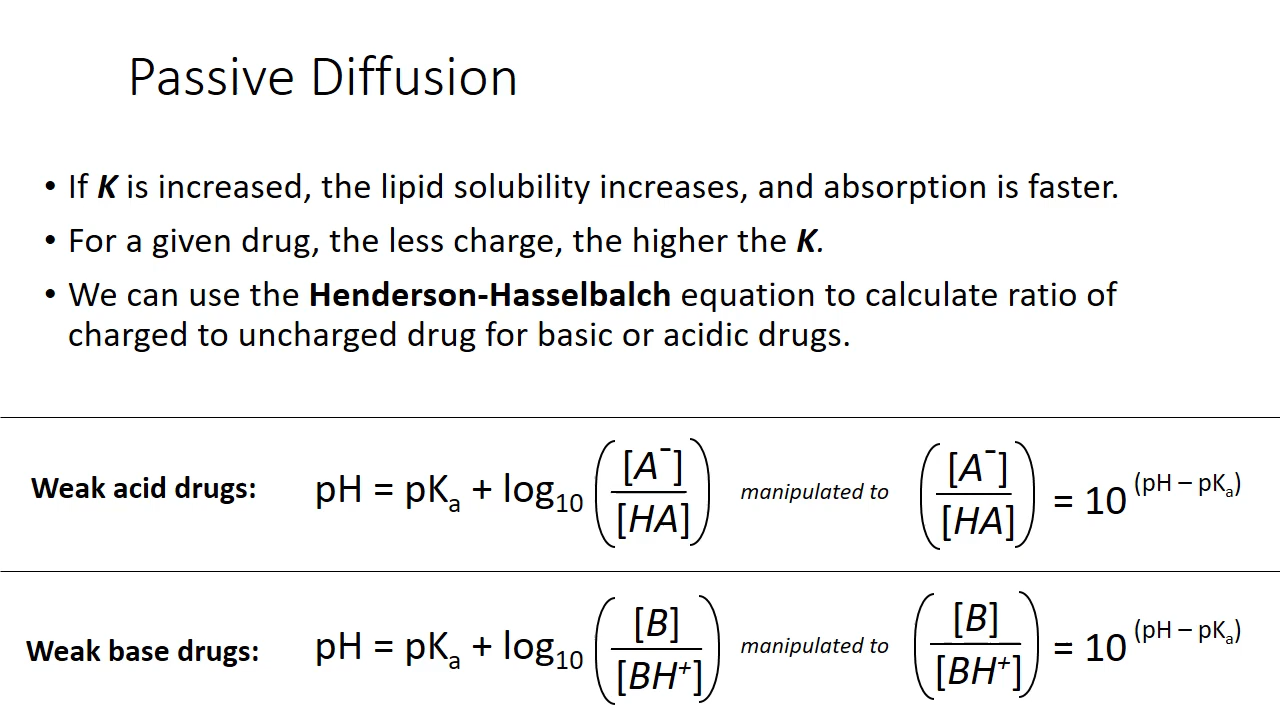 Passive Diffusion
• If K is increased, the lipid solubility increases, and absorption is faster.
• For a given drug, the less charge, the higher the K.
• We can use the Henderson-Hasselbalch equation to calculate ratio of
charged to uncharged drug for basic or acidic drugs.
Weak acid drugs: pH = pKₐ + log₁₀ ([A⁻]/[HA]) manipulated to ([A⁻]/[HA]) = 10^(pH – pKₐ)
Weak base drugs: pH = pKₐ + log₁₀ ([B]/[BH⁺]) manipulated to ([B]/[BH⁺]) = 10^(pH – pKₐ)